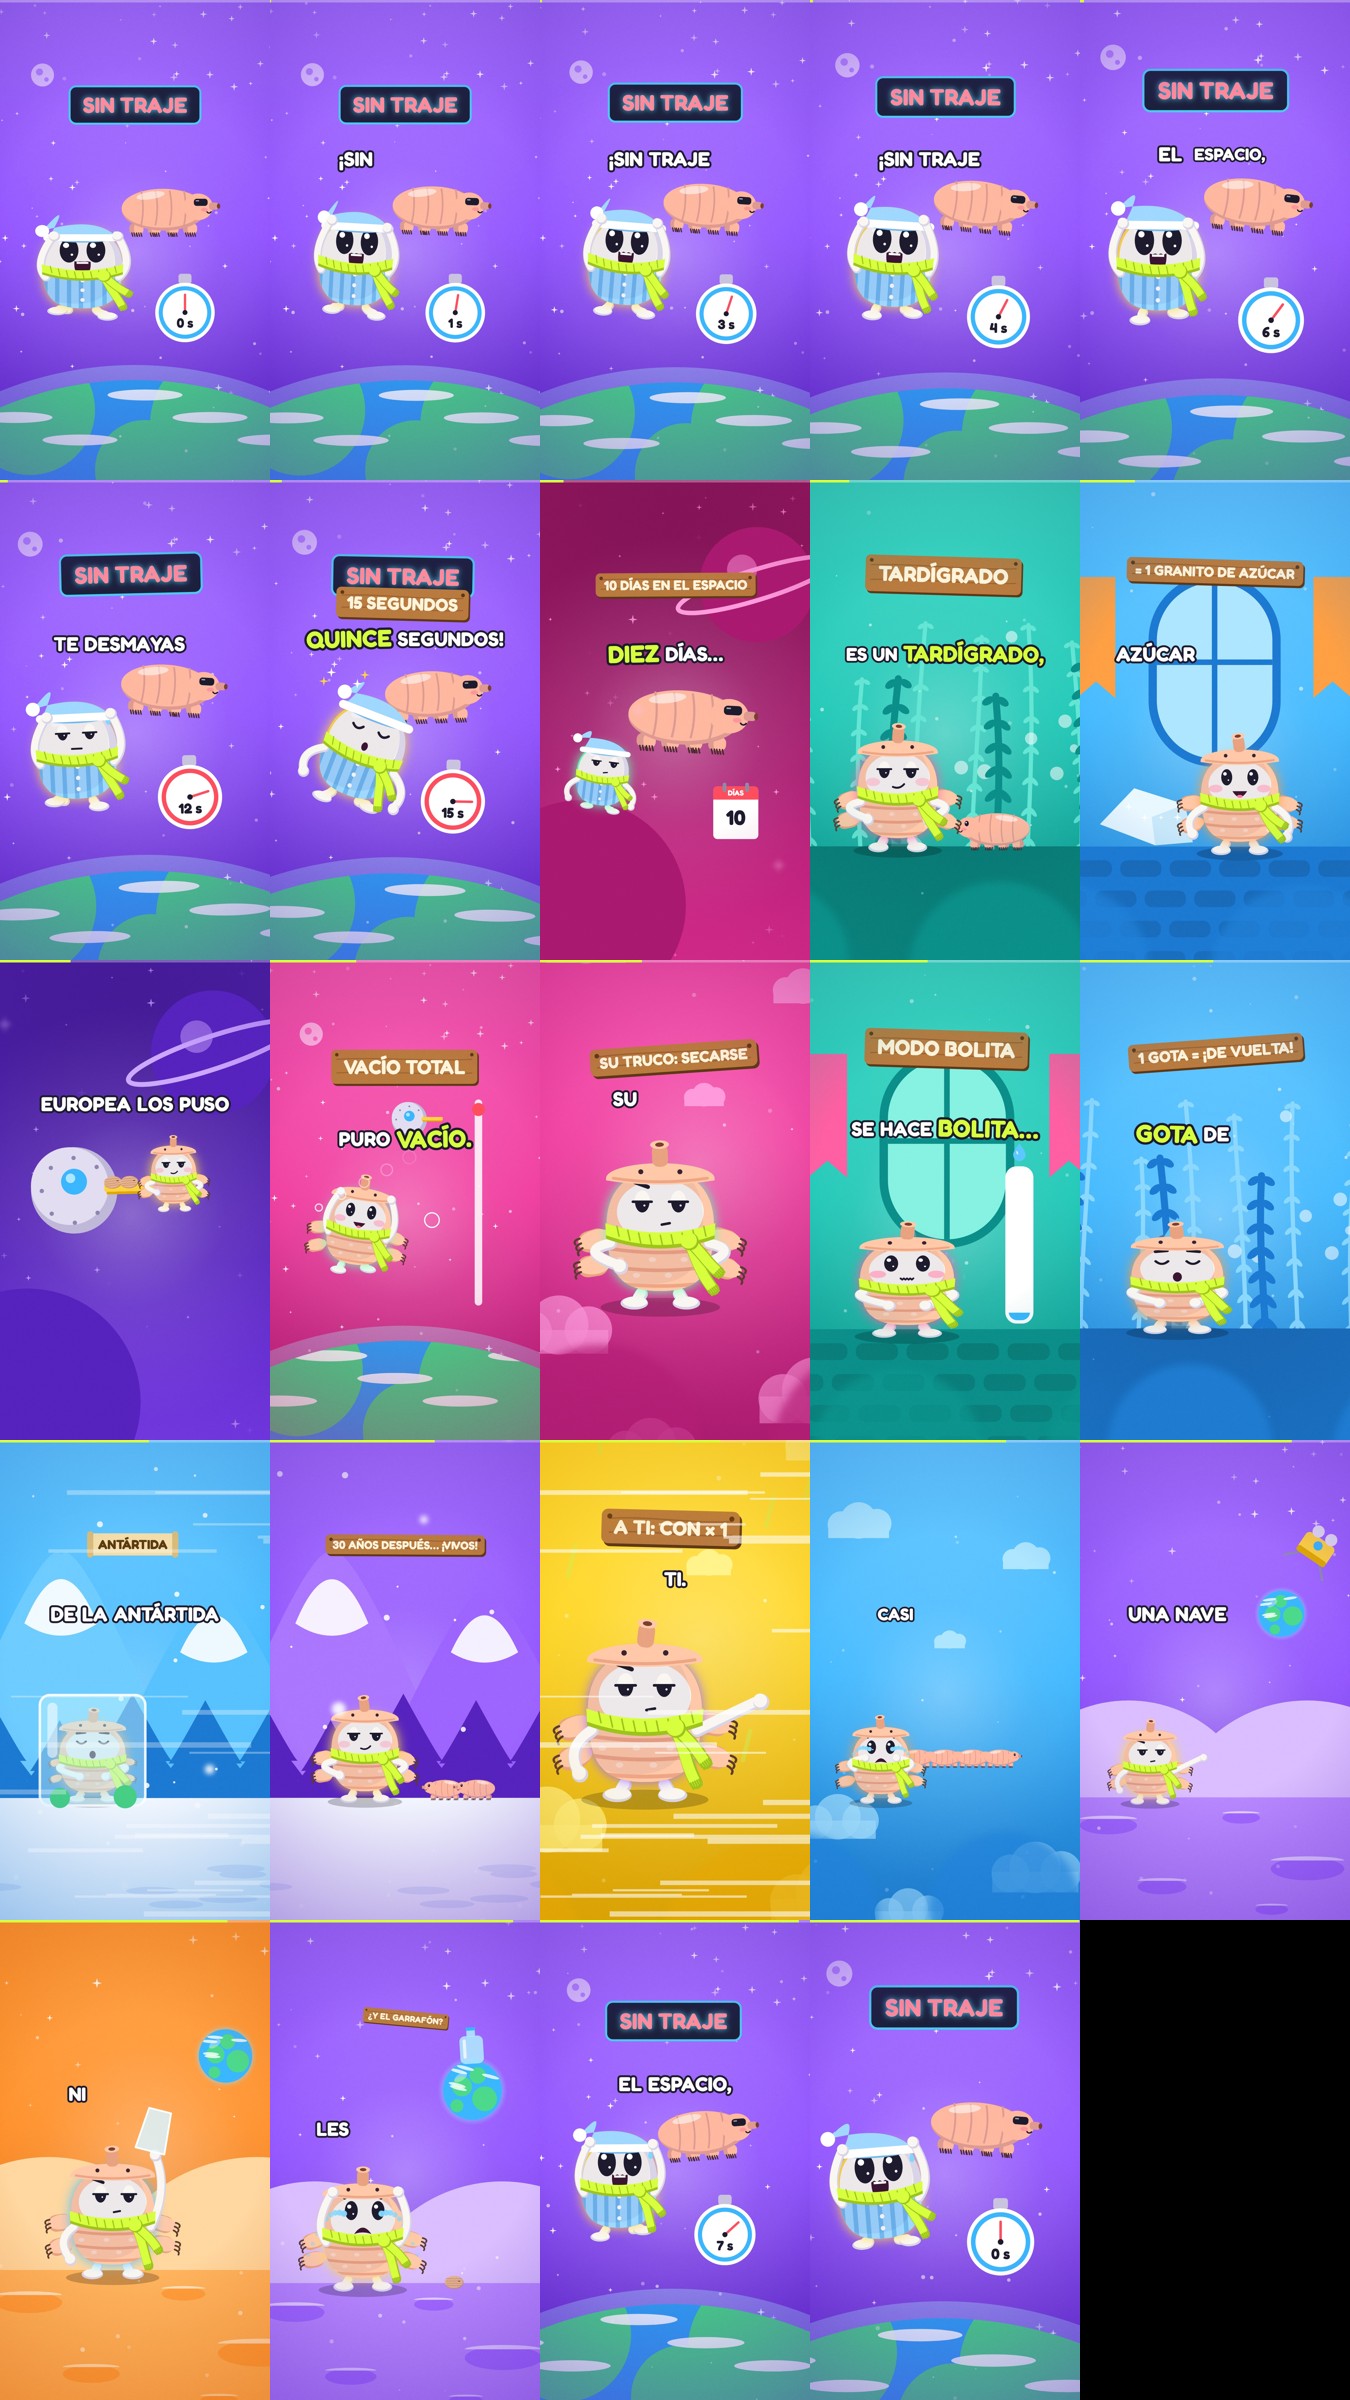 SIN TRAJE
0 s
SIN TRAJE
¡SIN
1 s
SIN TRAJE
¡SIN TRAJE
3 s
SIN TRAJE
¡SIN TRAJE
4 s
SIN TRAJE
EL ESPACIO,
6 s
SIN TRAJE
TE DESMAYAS
12 s
SIN TRAJE
15 SEGUNDOS
QUINCE SEGUNDOS!
15 s
10 DÍAS EN EL ESPACIO
DIEZ DÍAS...
DÍAS
10
TARDÍGRADO
ES UN TARDÍGRADO,
= 1 GRANITO DE AZÚCAR
AZÚCAR
EUROPEA LOS PUSO
VACÍO TOTAL
PURO VACÍO.
SU TRUCO: SECARSE
SU
MODO BOLITA
SE HACE BOLITA...
1 GOTA = ¡DE VUELTA!
GOTA DE
ANTÁRTIDA
DE LA ANTÁRTIDA
30 AÑOS DESPUÉS... ¡VIVOS!
A TI: CON x 1
TI.
CASI
UNA NAVE
NI
¿Y EL GARRAFÓN?
LES
SIN TRAJE
EL ESPACIO,
7 s
SIN TRAJE
0 s